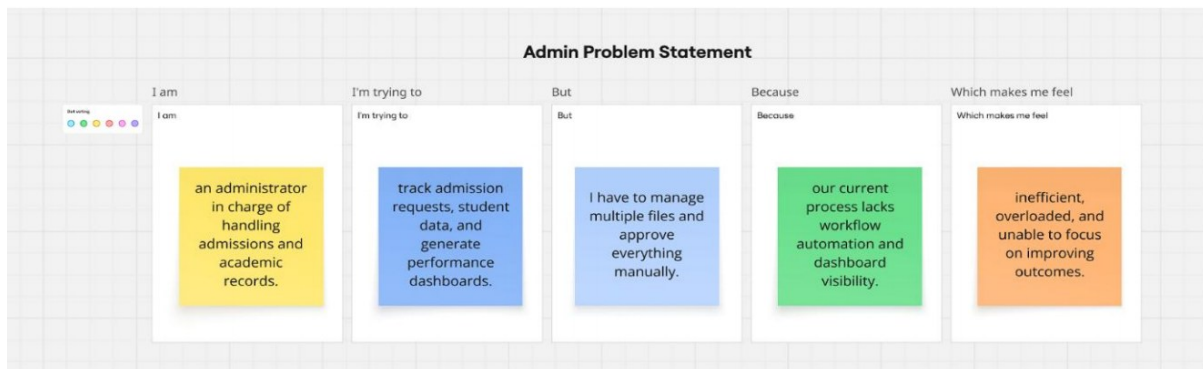 Admin Problem Statement
I am
I'm trying to
But
Because
Which makes me feel
Dot voting
I am
I'm trying to
But
Because
Which makes me feel
an administrator
in charge of
handling
admissions and
academic
records.
track admission
requests, student
data, and
generate
performance
dashboards.
I have to manage
multiple files and
approve
everything
manually.
our current
process lacks
workflow
automation and
dashboard
visibility.
inefficient,
overloaded, and
unable to focus
on improving
outcomes.